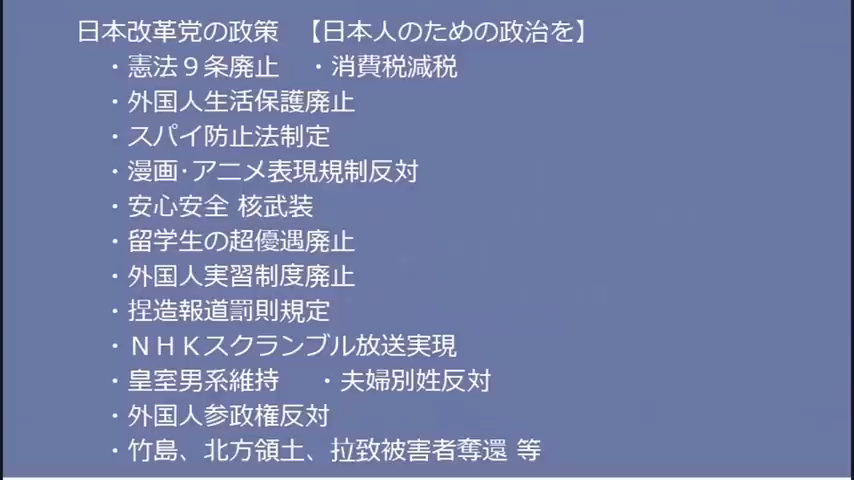 日本改革党の政策 【日本人のための政治を】
・憲法９条廃止 ・消費税減税
・外国人生活保護廃止
・スパイ防止法制定
・漫画･アニメ表現規制反対
・安心安全 核武装
・留学生の超優遇廃止
・外国人実習制度廃止
・捏造報道罰則規定
・ＮＨＫスクランブル放送実現
・皇室男系維持 ・夫婦別姓反対
・外国人参政権反対
・竹島、北方領土、拉致被害者奪還 等